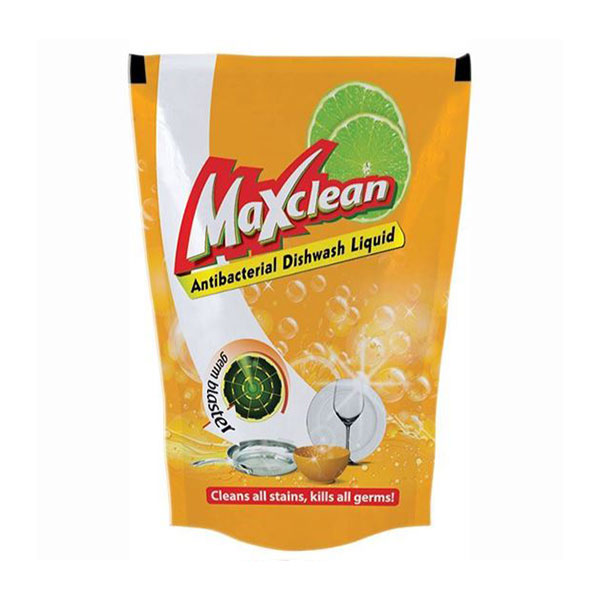 Maxclean
Antibacterial Dishwash Liquid
germ blaster
Cleans all stains, kills all germs!